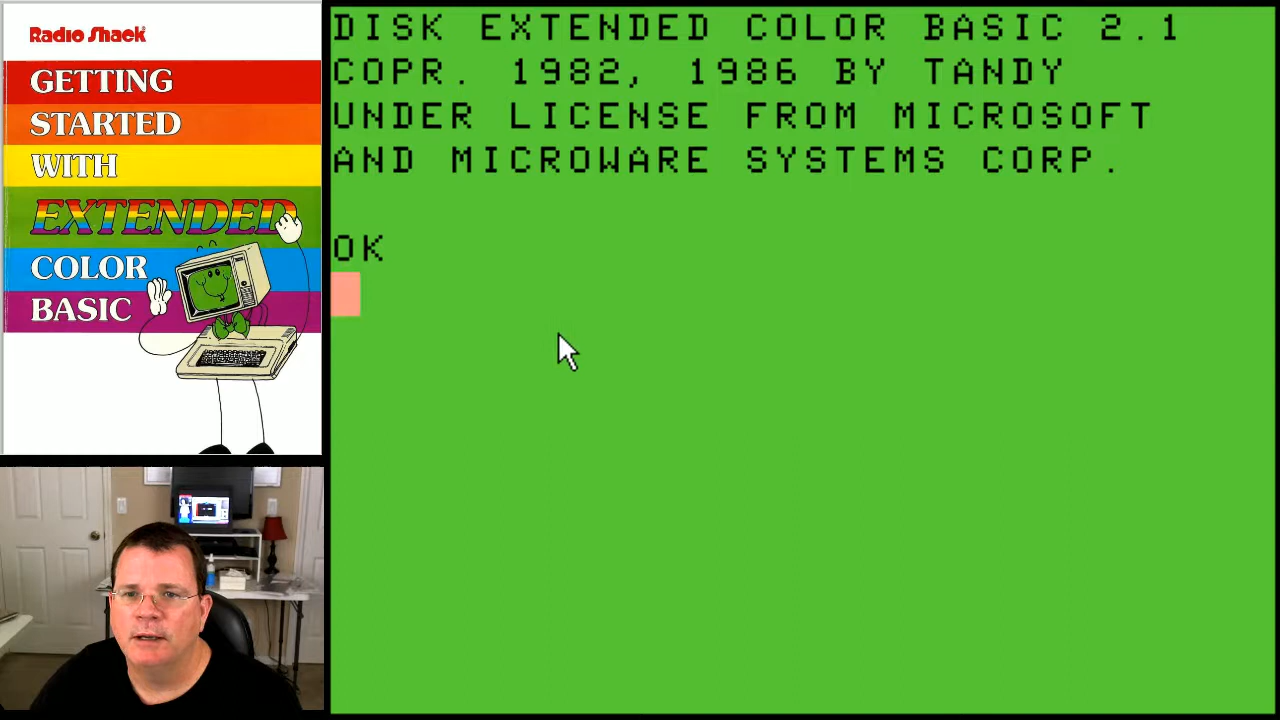 Radio Shack
GETTING
STARTED
WITH
EXTENDED
COLOR
BASIC
DISK EXTENDED COLOR BASIC 2.1
COPR. 1982, 1986 BY TANDY
UNDER LICENSE FROM MICROSOFT
AND MICROWARE SYSTEMS CORP.
OK